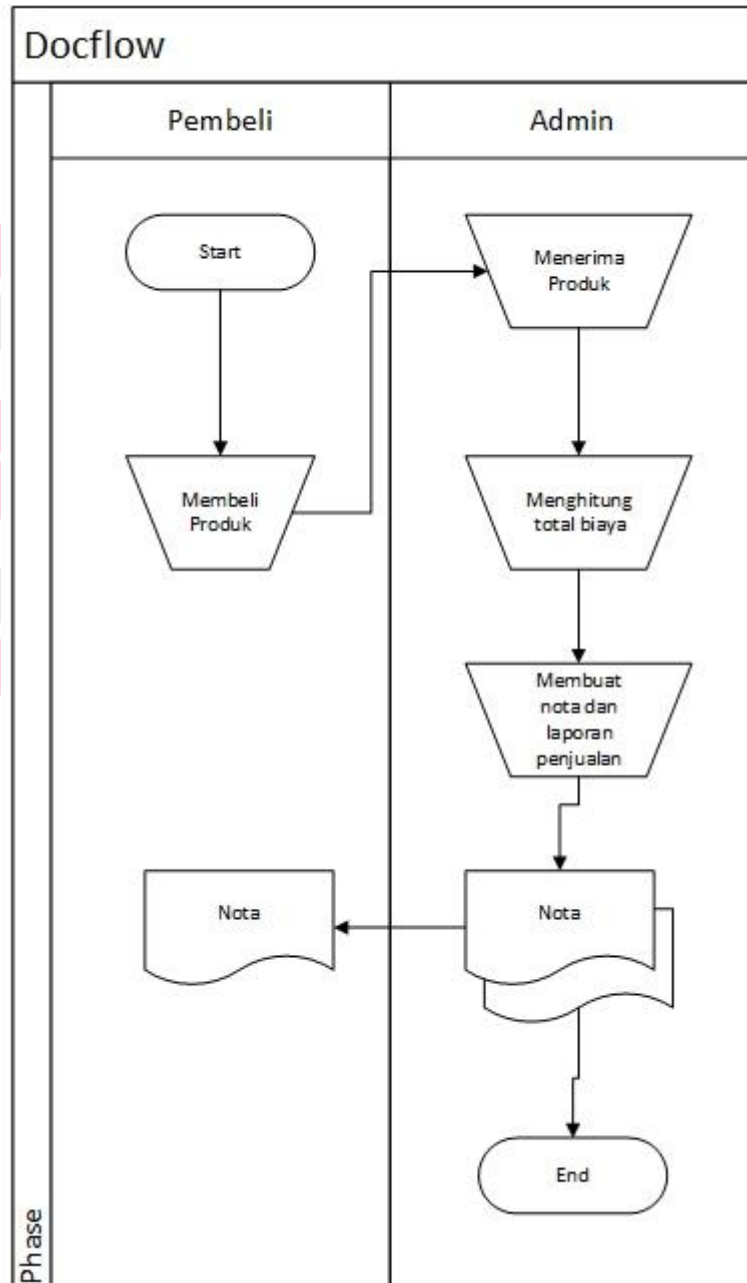 Docflow
Pembeli
Admin
Start
Menerima
Produk
Membeli
Produk
Menghitung
total biaya
Membuat
nota dan
laporan
penjualan
Nota
Nota
End
Phase